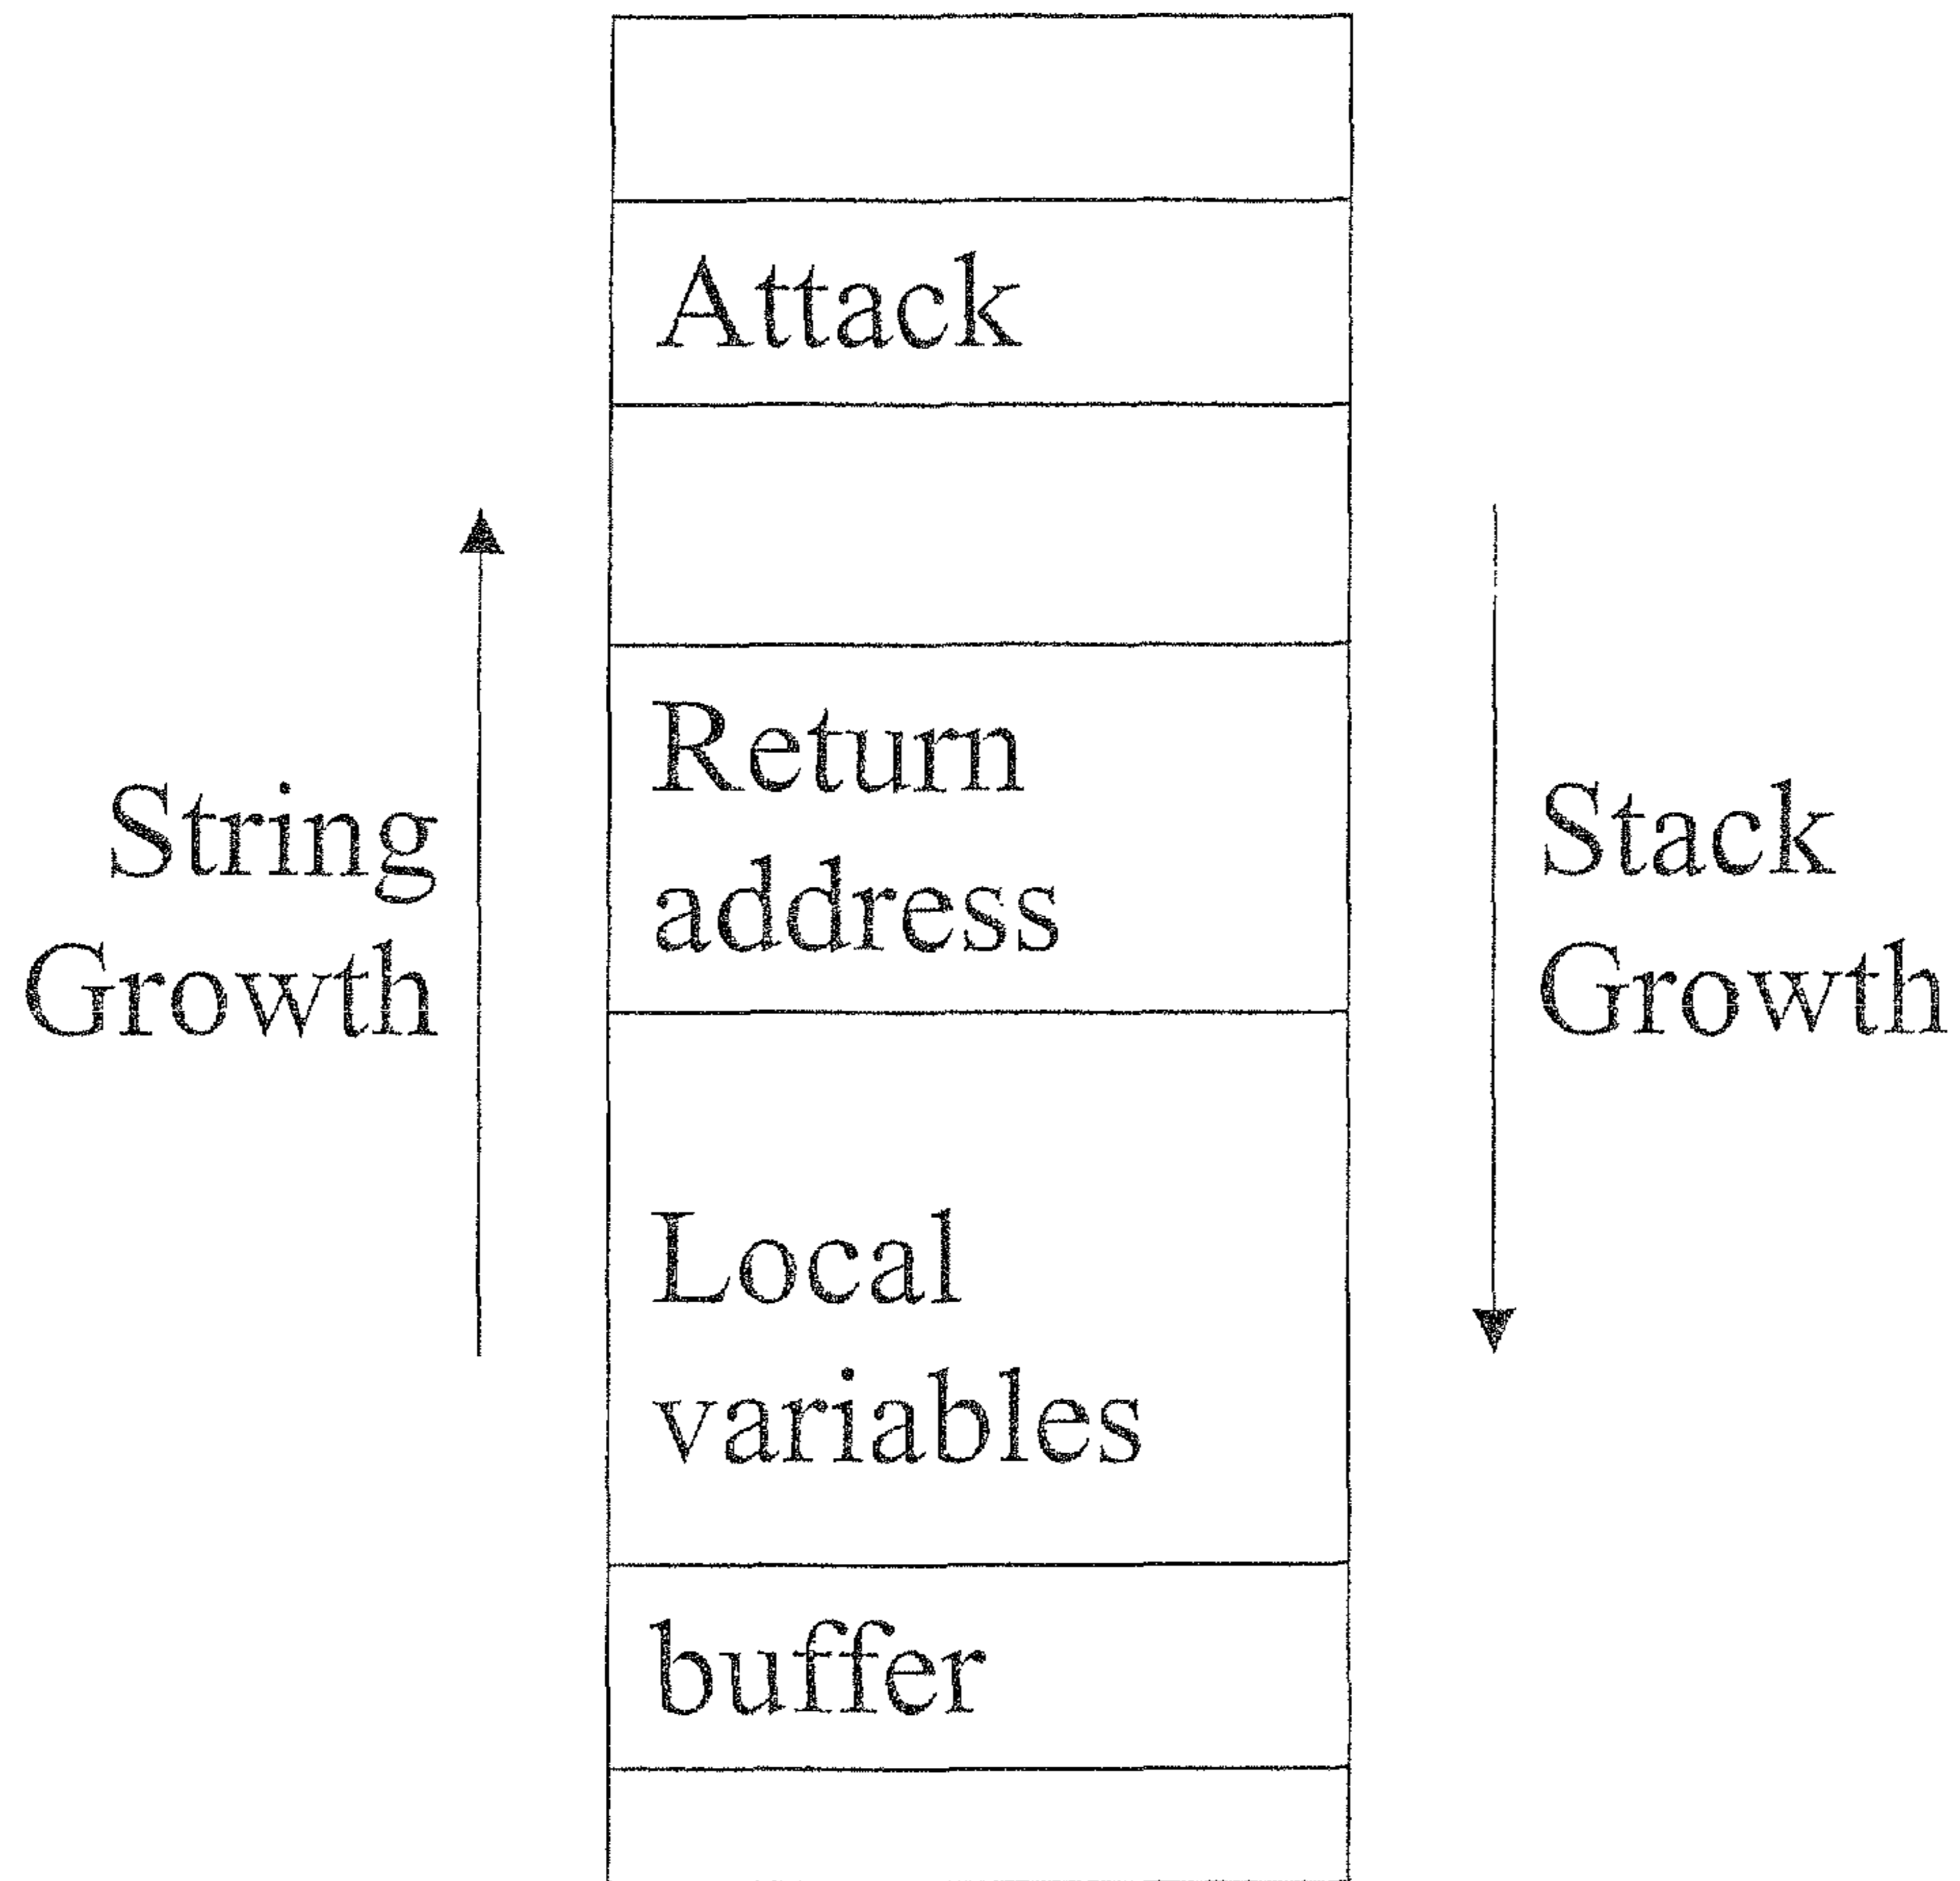 Attack
Return
address
String
Growth
Stack
Growth
Local
variables
buffer